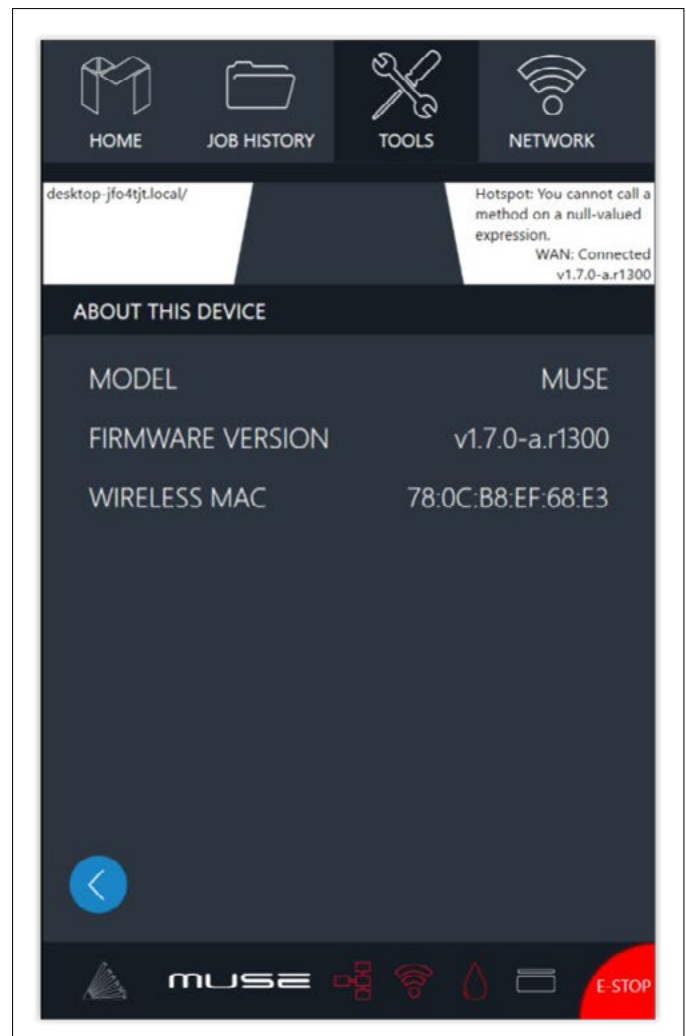 HOME JOB HISTORY TOOLS NETWORK
desktop-jfo4tjt.local/
Hotspot: You cannot call a
method on a null-valued
expression.
WAN: Connected
v1.7.0-a.r1300
ABOUT THIS DEVICE
MODEL MUSE
FIRMWARE VERSION v1.7.0-a.r1300
WIRELESS MAC 78:0C:B8:EF:68:E3
MUSE E-STOP